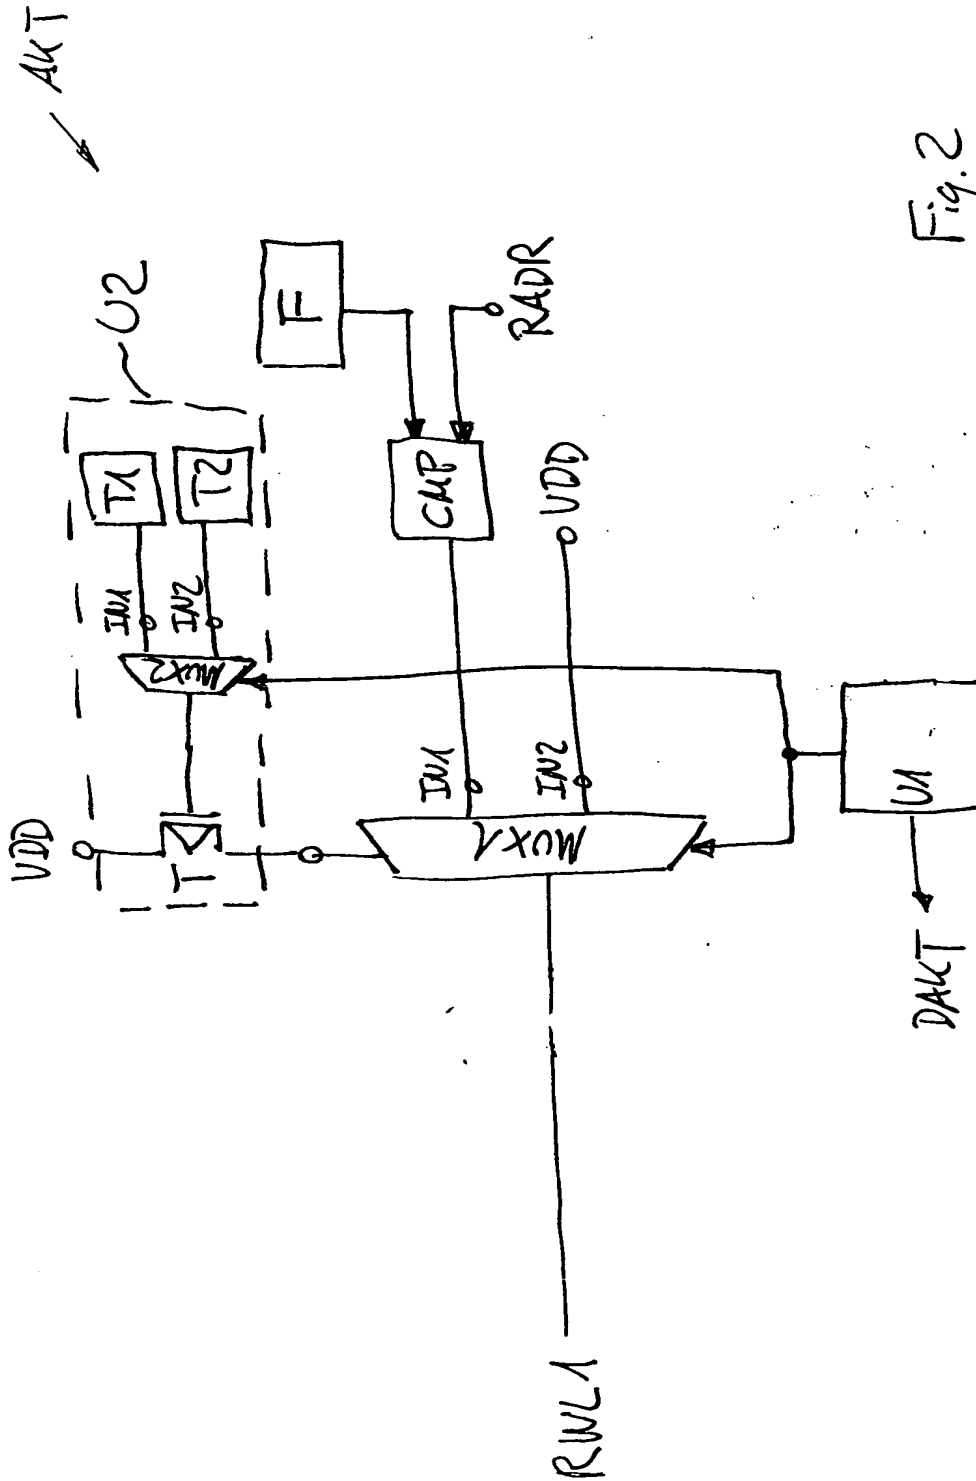 AKT
U2
VDD
T
MUX2
IN1
IN2
T1
T2
F
CMP
RADR
IN1
IN2
VDD
MUX1
RWL1
U1
DAKT
Fig. 2